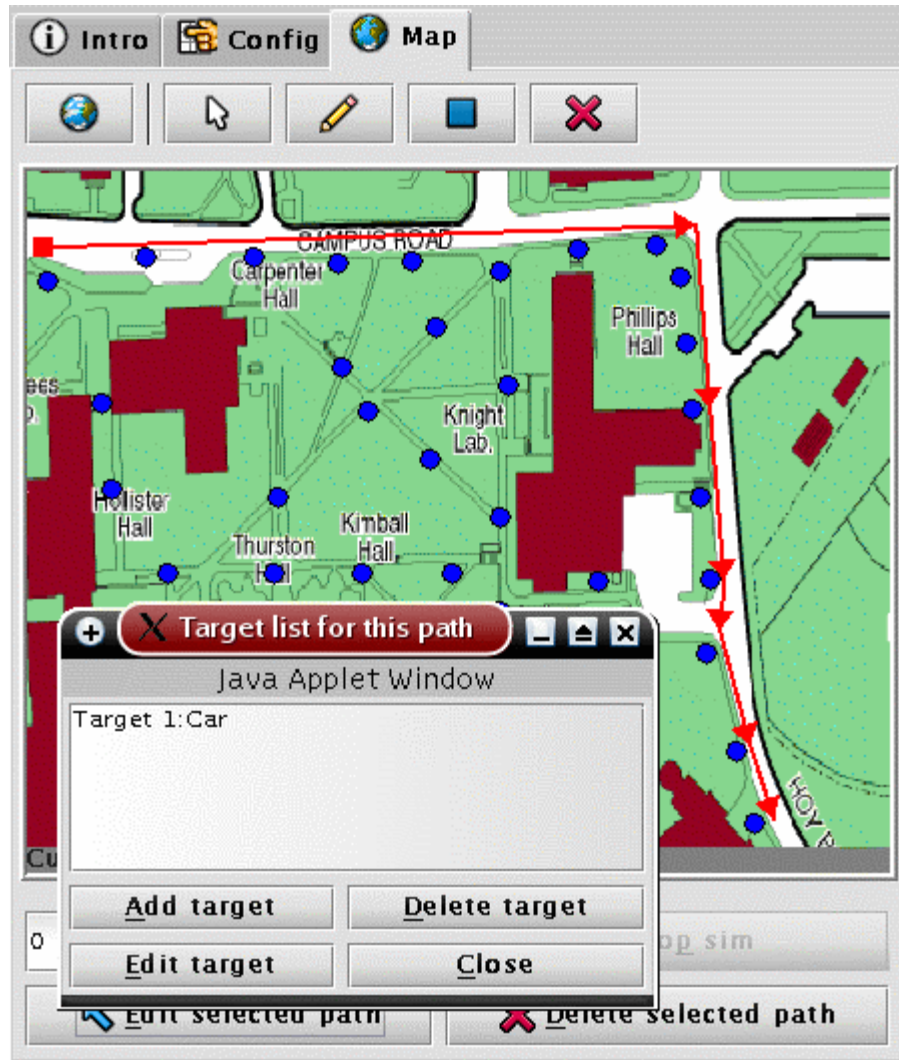 Intro Config Map
CAMPUS ROAD
Carpenter
Hall
Phillips
Hall
Knight
Lab.
Hollister
Hall
Kimball
Hall
Thurston
Hall
Target list for this path
Java Applet Window
Target 1:Car
HOY
Add target Delete target
0
Edit target Close
Edit selected path Delete selected path